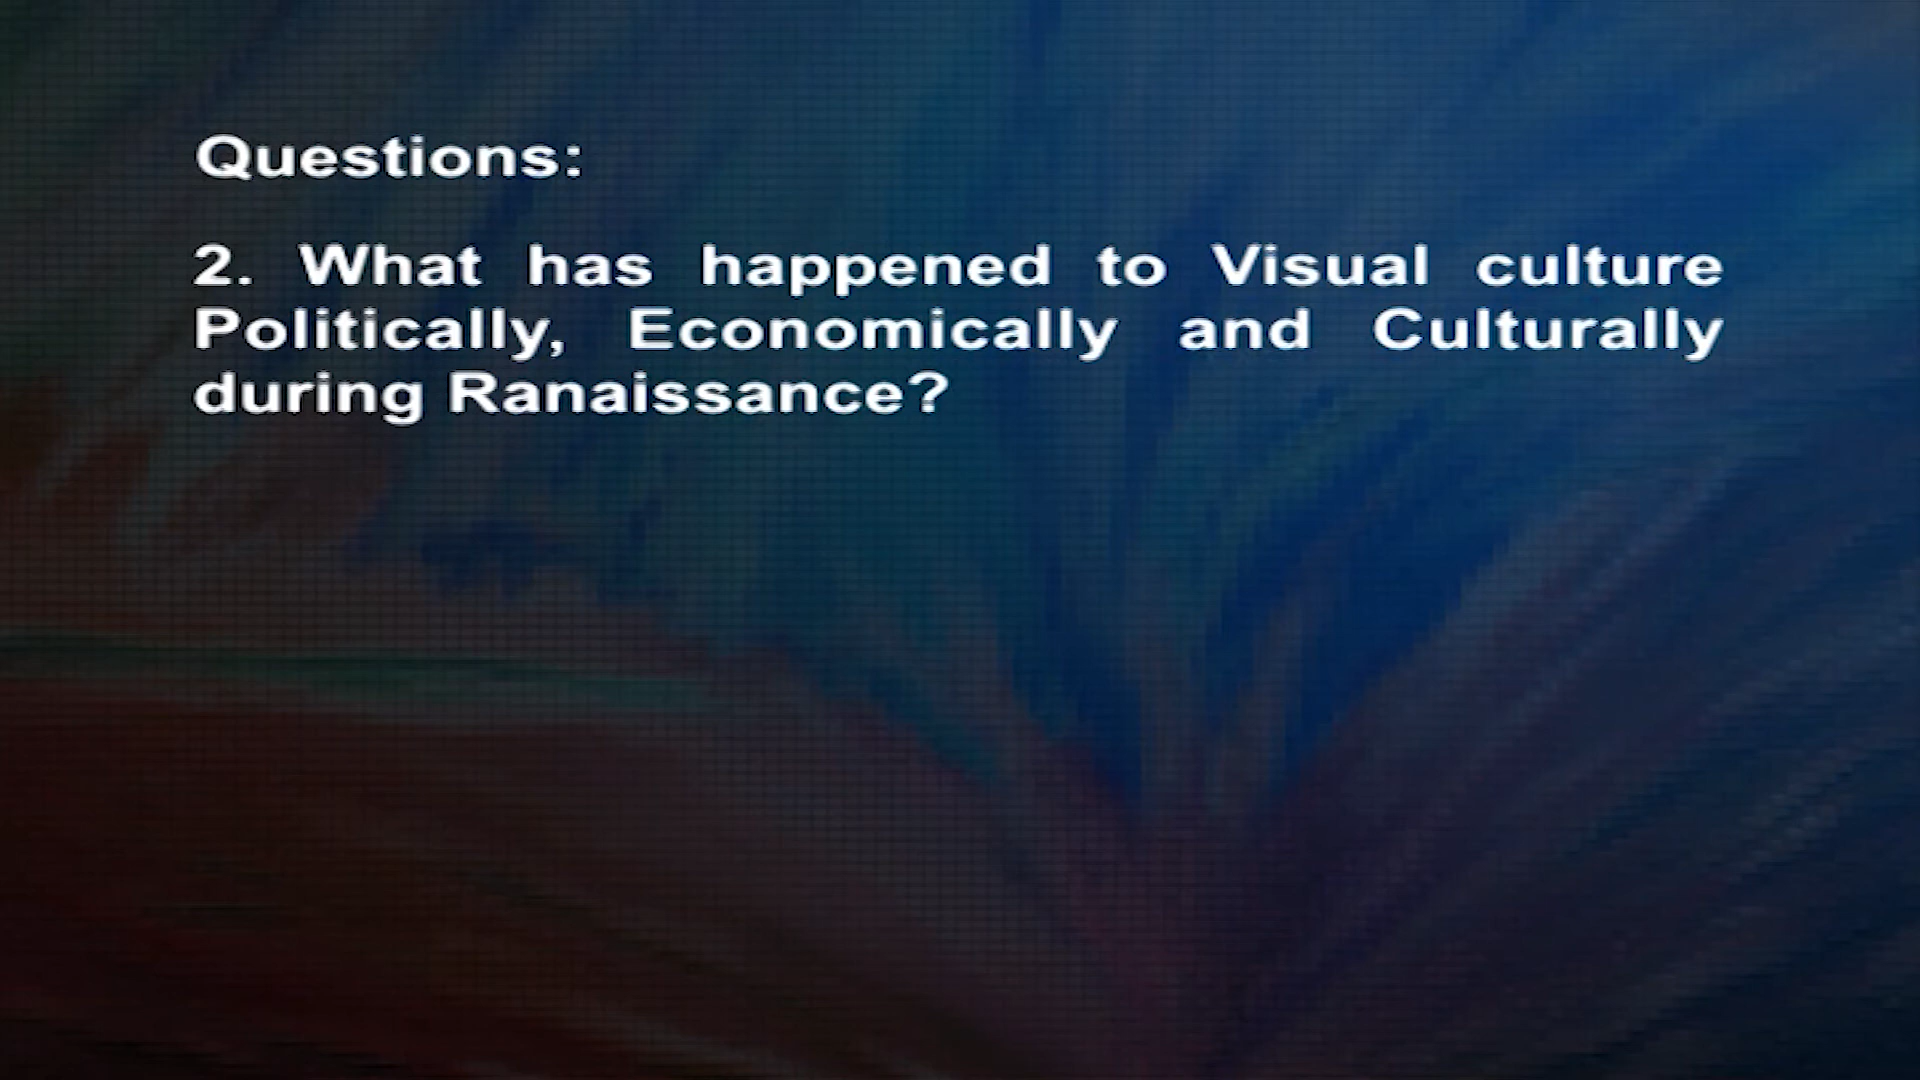 Questions:
2. What has happened to Visual culture
Politically, Economically and Culturally
during Ranaissance?